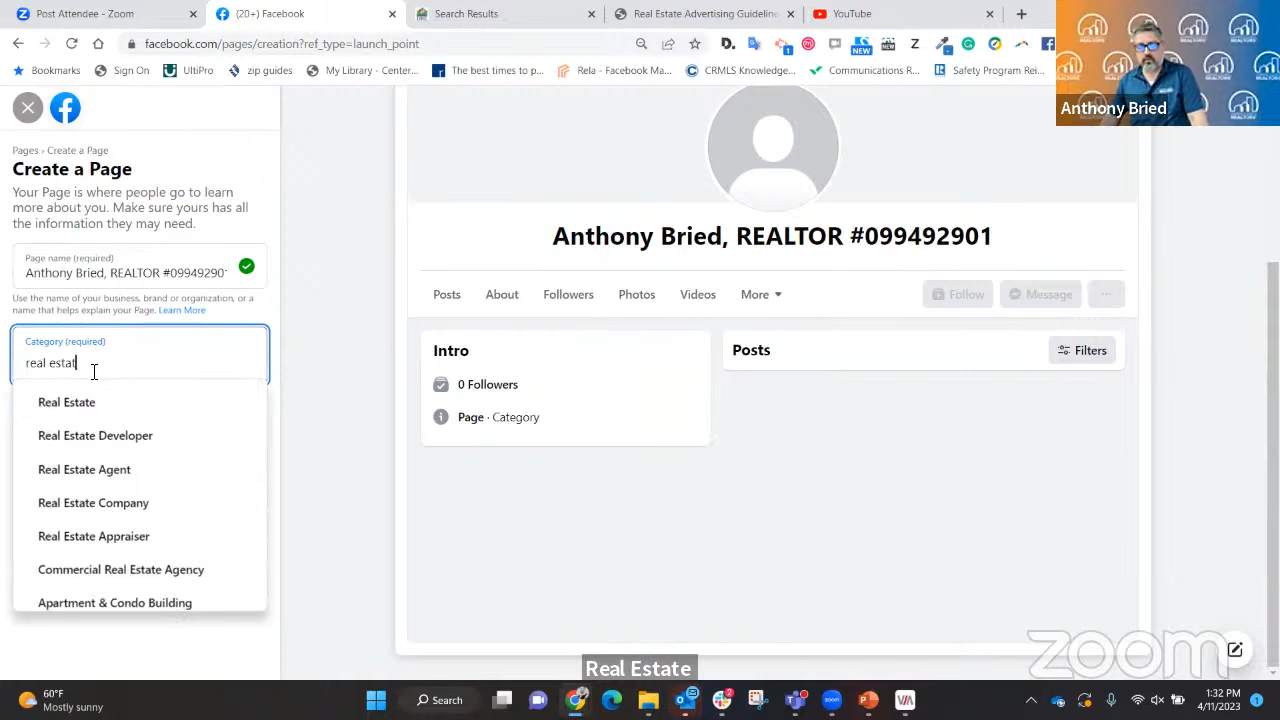 Post Attendee - Zoom
(20+) Facebook
Search Results
Real Estate Advertising Guideline
YouTube
facebook.com/pages/creation?ref_type=launch_point
Bookmarks
Sign On
UltiPro
zip guides
My Library - Center...
The best times to p...
Rela - Facebook Ma...
CRMLS Knowledge...
Communications R...
Safety Program Rei...
Anthony Bried
Pages › Create a Page
Create a Page
Your Page is where people go to learn
more about you. Make sure yours has all
the information they may need.
Page name (required)
Anthony Bried, REALTOR #09949290
Use the name of your business, brand or organization, or a
name that helps explain your Page. Learn More
Category (required)
real estat
Real Estate
Real Estate Developer
Real Estate Agent
Real Estate Company
Real Estate Appraiser
Commercial Real Estate Agency
Apartment & Condo Building
Anthony Bried, REALTOR #099492901
Posts
About
Followers
Photos
Videos
More
Follow
Message
Intro
0 Followers
Page · Category
Posts
Filters
zoom
Real Estate
60°F
Mostly sunny
Search
1:32 PM
4/11/2023